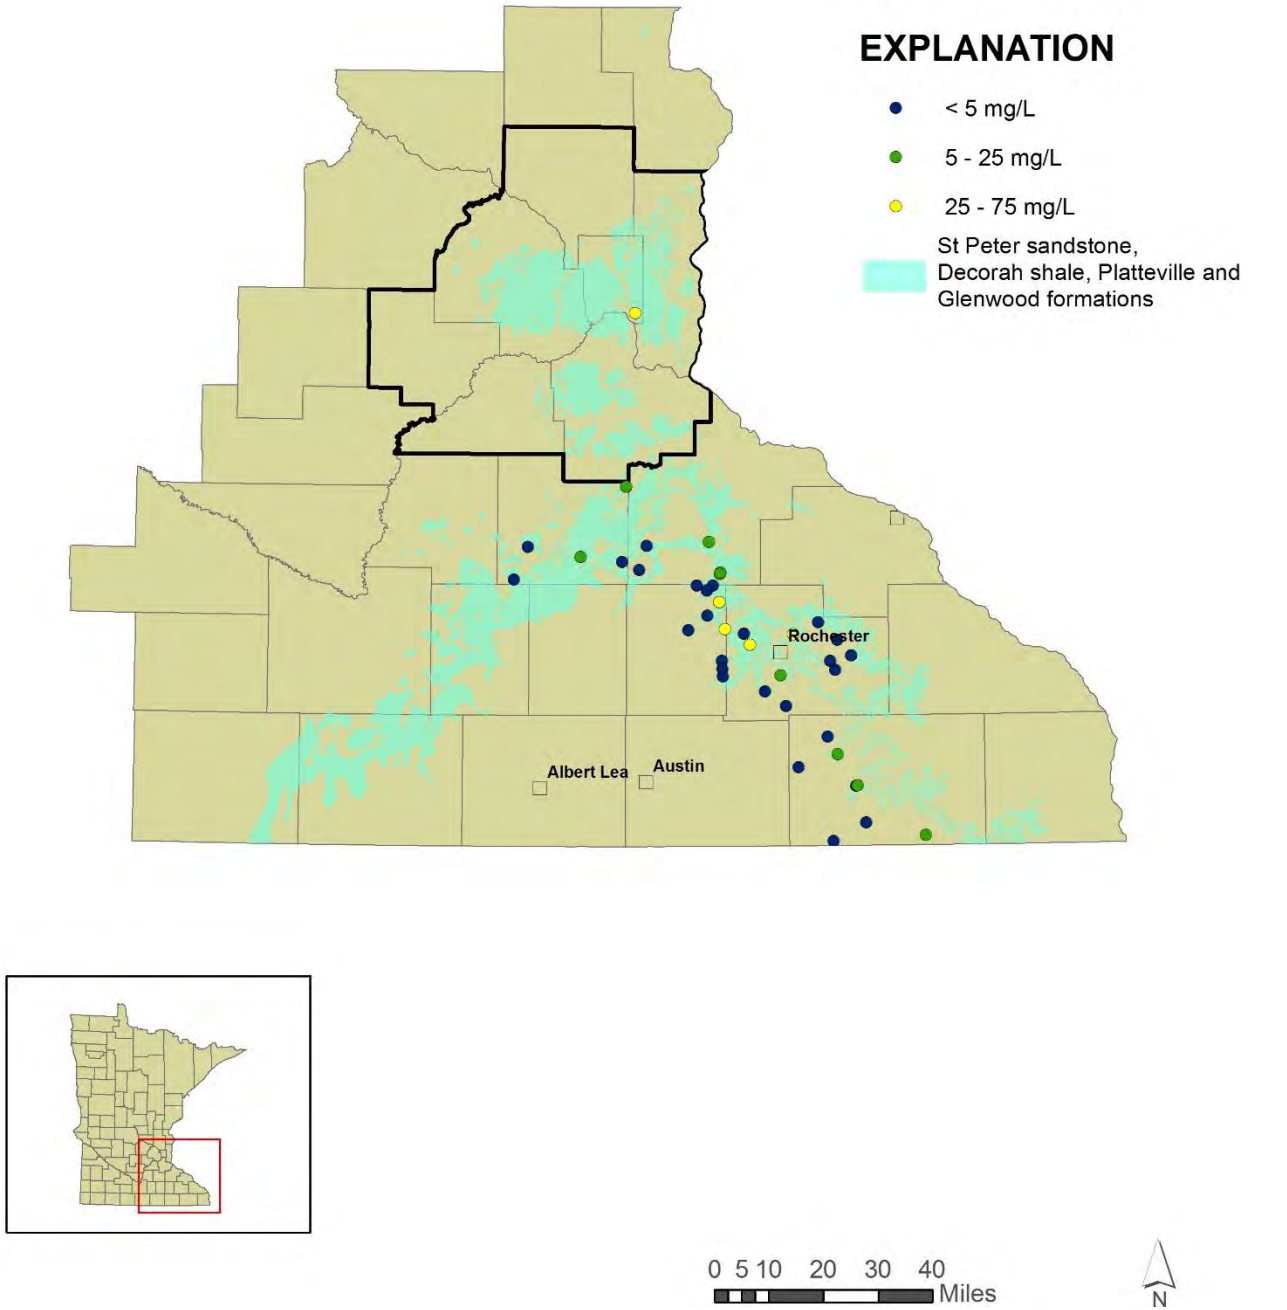 EXPLANATION
< 5 mg/L
5 - 25 mg/L
25 - 75 mg/L
St Peter sandstone,
Decorah shale, Platteville and
Glenwood formations
Rochester
Albert Lea
Austin
0 5 10 20 30 40
Miles
N